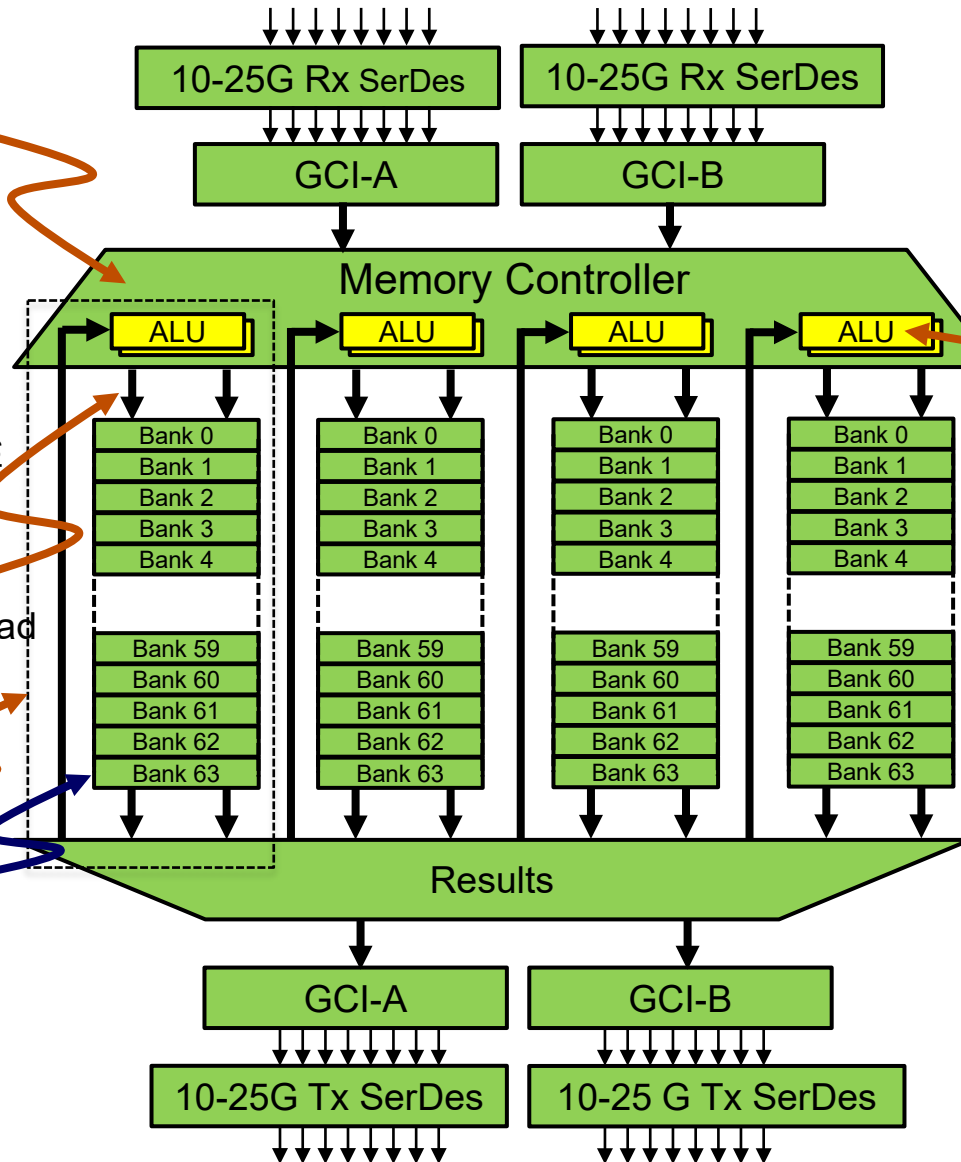 10-25G Rx SerDes 10-25G Rx SerDes
GCI-A GCI-B
Memory Controller
ALU ALU ALU ALU
Bank 0 Bank 0 Bank 0 Bank 0
Bank 1 Bank 1 Bank 1 Bank 1
Bank 2 Bank 2 Bank 2 Bank 2
Bank 3 Bank 3 Bank 3 Bank 3
Bank 4 Bank 4 Bank 4 Bank 4
ad
Bank 59 Bank 59 Bank 59 Bank 59
Bank 60 Bank 60 Bank 60 Bank 60
Bank 61 Bank 61 Bank 61 Bank 61
Bank 62 Bank 62 Bank 62 Bank 62
Bank 63 Bank 63 Bank 63 Bank 63
Results
GCI-A GCI-B
10-25G Tx SerDes 10-25 G Tx SerDes